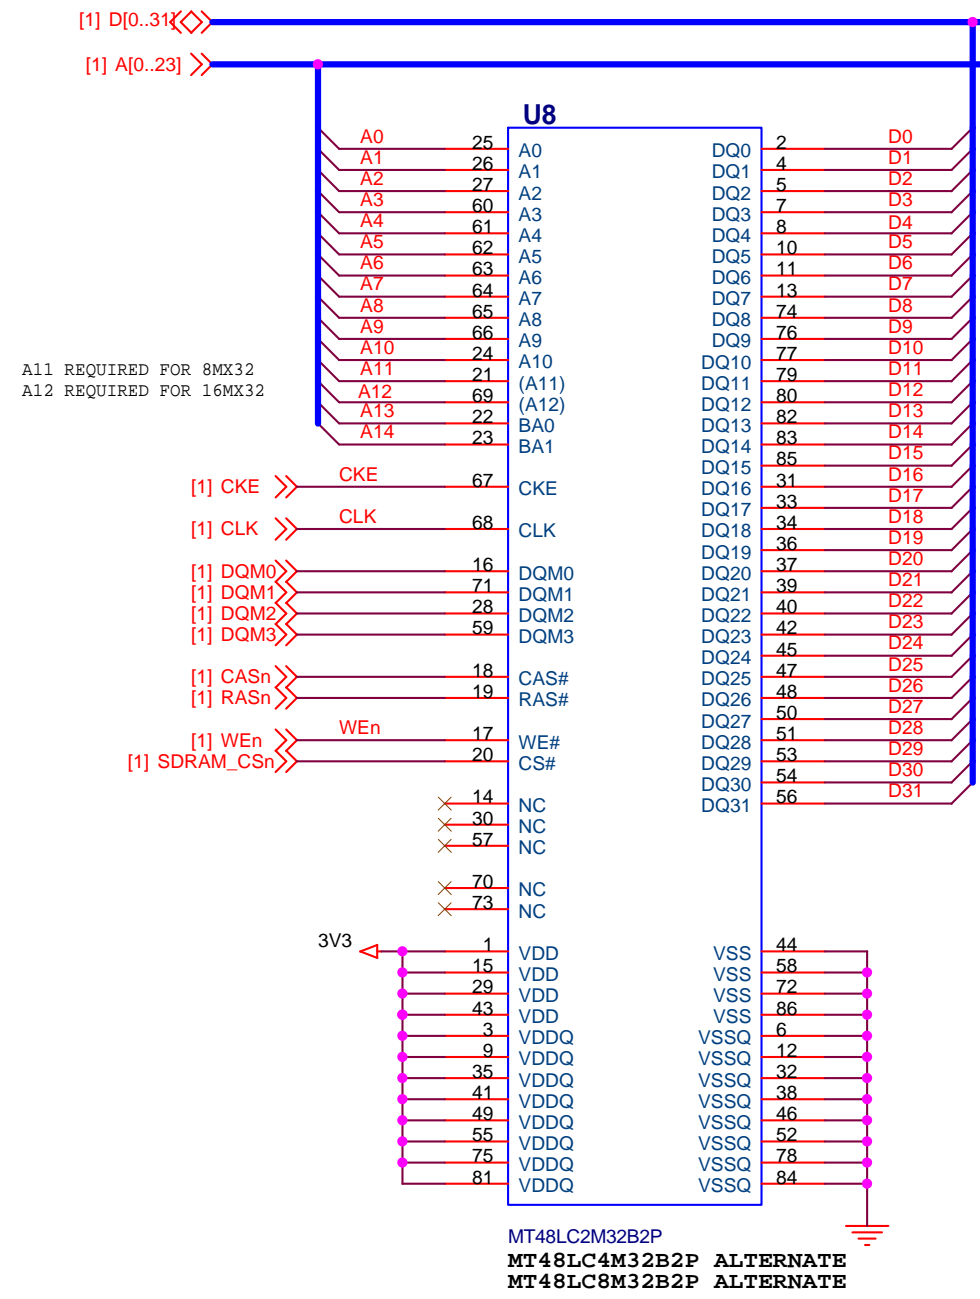 [1] D[0..31]
[1] A[0..23]
U8
A0 25 A0 DQ0 2 D0
A1 26 A1 DQ1 4 D1
A2 27 A2 DQ2 5 D2
A3 60 A3 DQ3 7 D3
A4 61 A4 DQ4 8 D4
A5 62 A5 DQ5 10 D5
A6 63 A6 DQ6 11 D6
A7 64 A7 DQ7 13 D7
A8 65 A8 DQ8 74 D8
A9 66 A9 DQ9 76 D9
A10 24 A10 DQ10 77 D10
A11 REQUIRED FOR 8MX32 A11 21 (A11) DQ11 79 D11
A12 REQUIRED FOR 16MX32 A12 69 (A12) DQ12 80 D12
A13 22 BA0 DQ13 82 D13
A14 23 BA1 DQ14 83 D14
DQ15 85 D15
[1] CKE CKE 67 CKE DQ16 31 D16
DQ17 33 D17
[1] CLK CLK 68 CLK DQ18 34 D18
DQ19 36 D19
[1] DQM0 16 DQM0 DQ20 37 D20
[1] DQM1 71 DQM1 DQ21 39 D21
[1] DQM2 28 DQM2 DQ22 40 D22
[1] DQM3 59 DQM3 DQ23 42 D23
DQ24 45 D24
[1] CASn 18 CAS# DQ25 47 D25
[1] RASn 19 RAS# DQ26 48 D26
DQ27 50 D27
[1] WEn WEn 17 WE# DQ28 51 D28
[1] SDRAM_CSn 20 CS# DQ29 53 D29
DQ30 54 D30
14 NC DQ31 56 D31
30 NC
57 NC
70 NC
73 NC
3V3 1 VDD VSS 44
15 VDD VSS 58
29 VDD VSS 72
43 VDD VSS 86
3 VDDQ VSSQ 6
9 VDDQ VSSQ 12
35 VDDQ VSSQ 32
41 VDDQ VSSQ 38
49 VDDQ VSSQ 46
55 VDDQ VSSQ 52
75 VDDQ VSSQ 78
81 VDDQ VSSQ 84
MT48LC2M32B2P
MT48LC4M32B2P ALTERNATE
MT48LC8M32B2P ALTERNATE